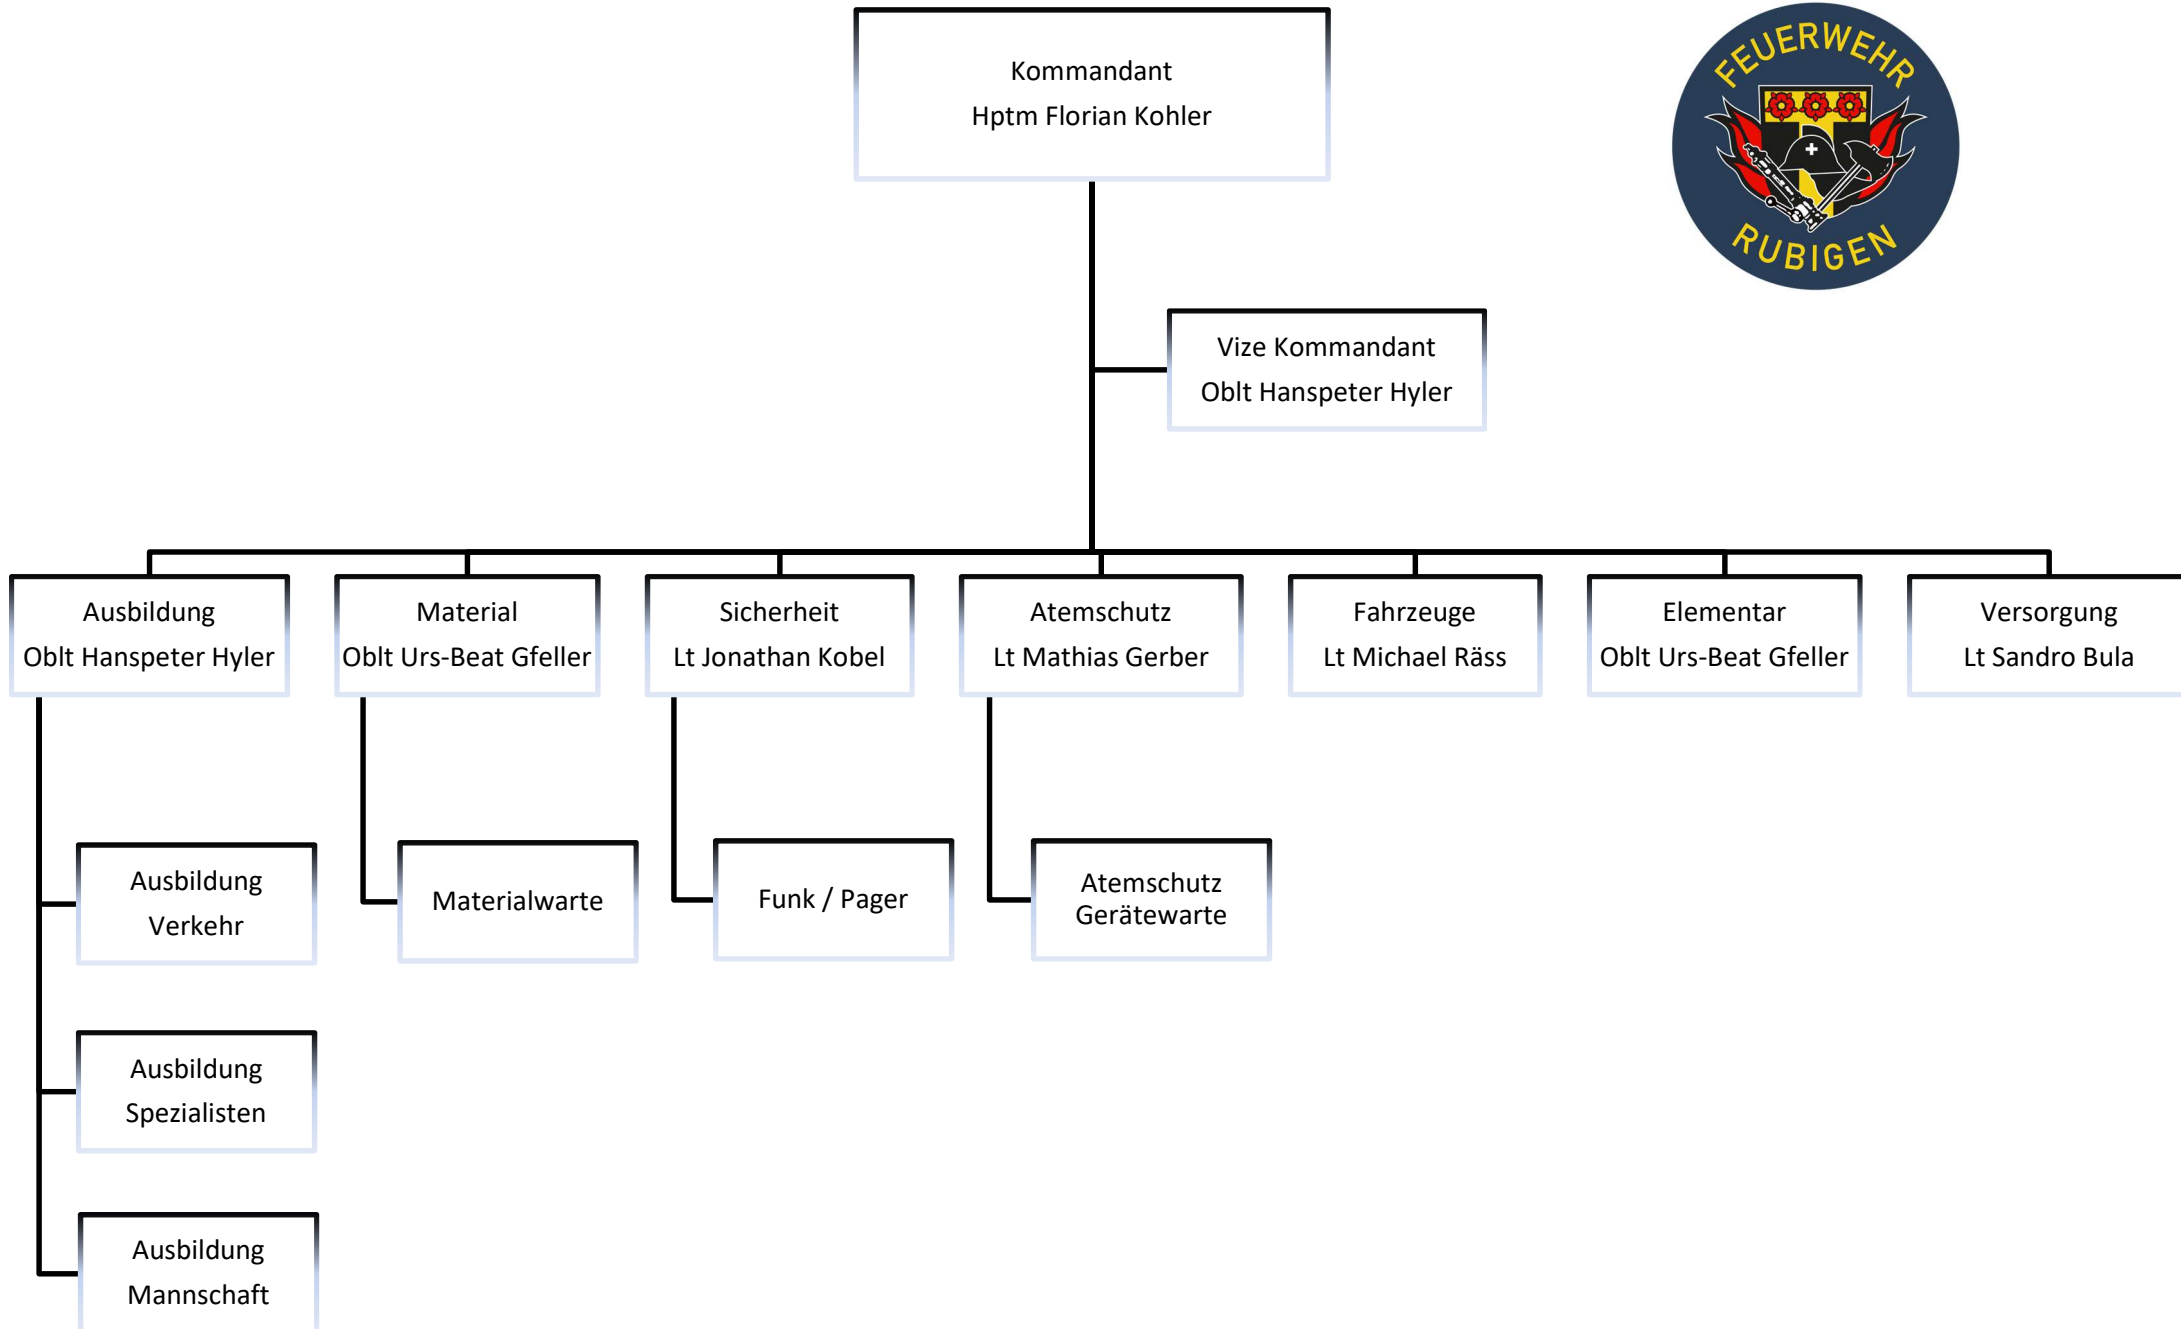 Kommandant
Hptm Florian Kohler
FEUERWEHR
RUBIGEN
Vize Kommandant
Oblt Hanspeter Hyler
Ausbildung
Oblt Hanspeter Hyler
Material
Oblt Urs-Beat Gfeller
Sicherheit
Lt Jonathan Kobel
Atemschutz
Lt Mathias Gerber
Fahrzeuge
Lt Michael Räss
Elementar
Oblt Urs-Beat Gfeller
Versorgung
Lt Sandro Bula
Ausbildung
Verkehr
Materialwarte
Funk / Pager
Atemschutz
Gerätewarte
Ausbildung
Spezialisten
Ausbildung
Mannschaft